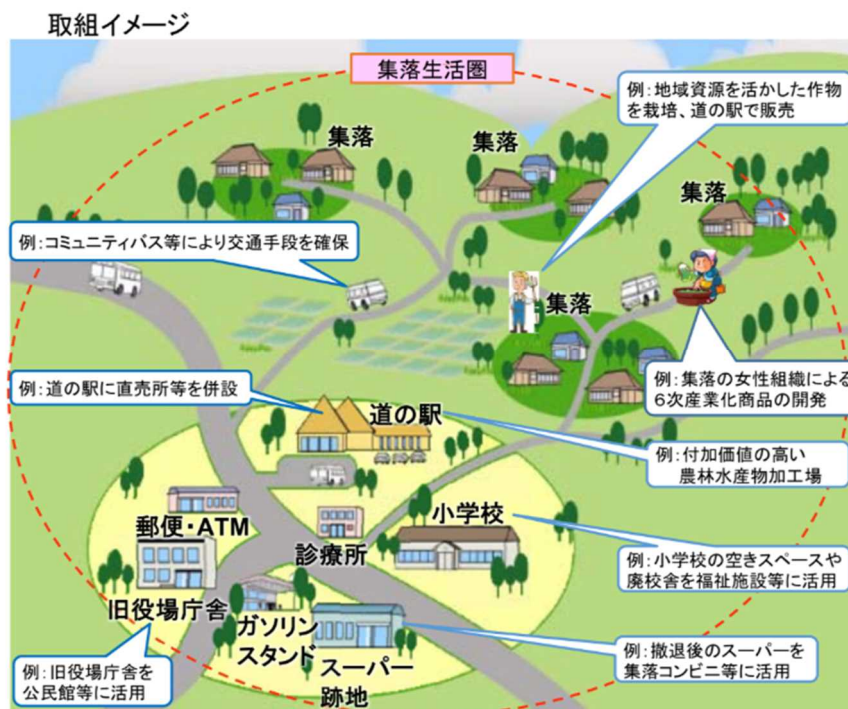 取組イメージ
集落生活圏
例：地域資源を活かした作物
を栽培、道の駅で販売
集落
集落
集落
例：コミュニティバス等により交通手段を確保
集落
例：道の駅に直売所等を併設
道の駅
例：集落の女性組織による
６次産業化商品の開発
例：付加価値の高い
農林水産物加工場
郵便・ATM
診療所
小学校
例：小学校の空きスペースや
廃校舎を福祉施設等に活用
旧役場庁舎
ガソリン
スタンド
スーパー
跡地
例：旧役場庁舎を
公民館等に活用
例：撤退後のスーパーを
集落コンビニ等に活用